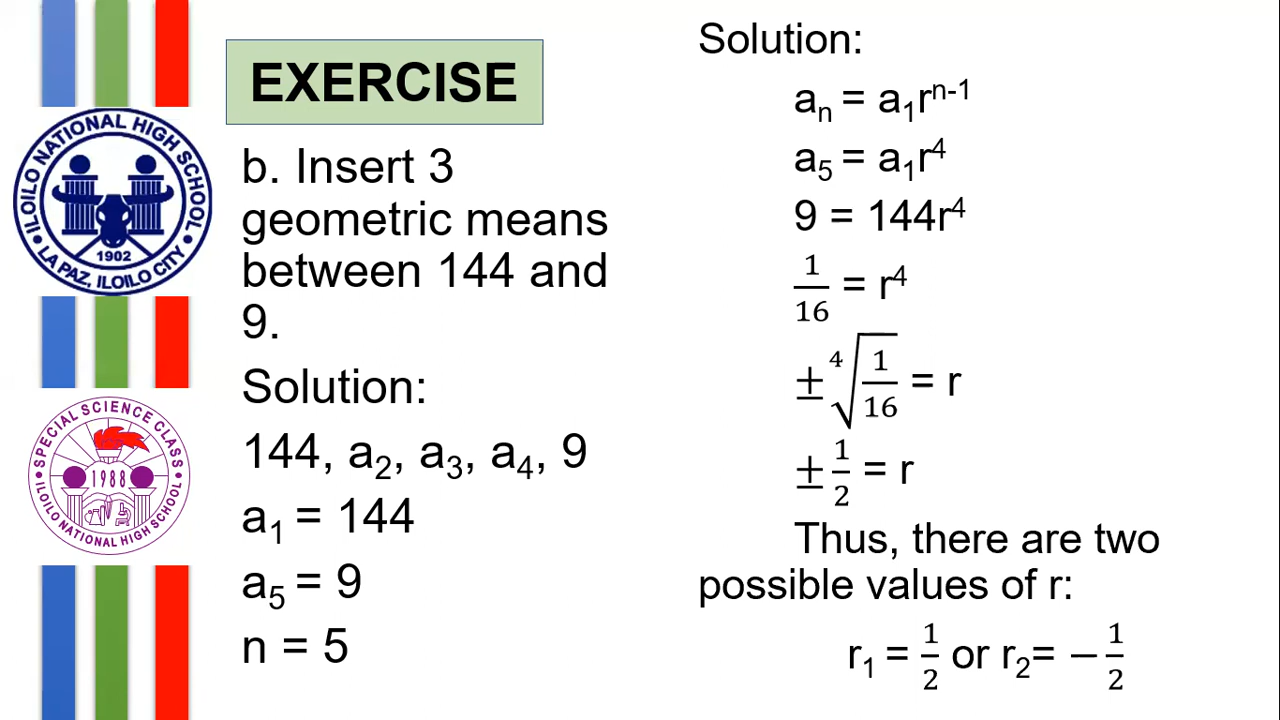 EXERCISE
b. Insert 3
geometric means
between 144 and
9.
Solution:
144, a₂, a₃, a₄, 9
a₁ = 144
a₅ = 9
n = 5
Solution:
aₙ = a₁rⁿ⁻¹
a₅ = a₁r⁴
9 = 144r⁴
1/16 = r⁴
±∜(1/16) = r
±1/2 = r
Thus, there are two
possible values of r:
r₁ = 1/2 or r₂= −1/2
ILOILO NATIONAL HIGH SCHOOL
1902
LA PAZ, ILOILO CITY
SPECIAL SCIENCE CLASS
1988
ILOILO NATIONAL HIGH SCHOOL